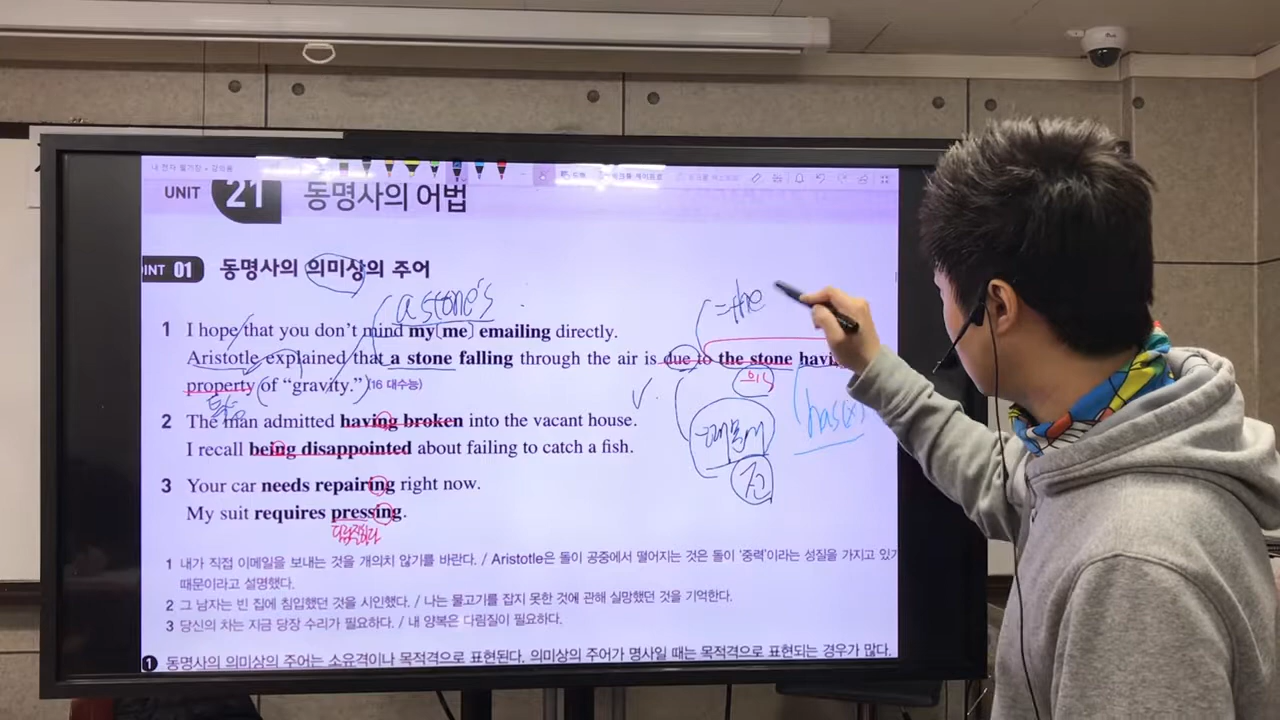 UNIT 21 동명사의 어법
INT 01 동명사의 의미상의 주어
a stone's
=the
1 I hope that you don't mind my[me] emailing directly.
Aristotle explained that a stone falling through the air is due to the stone havi
property of “gravity.” (16 대수능)
의S
has(x)
때문에
전
2 The man admitted having broken into the vacant house.
I recall being disappointed about failing to catch a fish.
3 Your car needs repairing right now.
My suit requires pressing.
1 내가 직접 이메일을 보내는 것을 개의치 않기를 바란다. / Aristotle은 돌이 공중에서 떨어지는 것은 돌이 '중력'이라는 성질을 가지고 있기
때문이라고 설명했다.
2 그 남자는 빈 집에 침입했던 것을 시인했다. / 나는 물고기를 잡지 못한 것에 관해 실망했던 것을 기억한다.
3 당신의 차는 지금 당장 수리가 필요하다. / 내 양복은 다림질이 필요하다.
1 동명사의 의미상의 주어는 소유격이나 목적격으로 표현된다. 의미상의 주어가 명사일 때는 목적격으로 표현되는 경우가 많다.